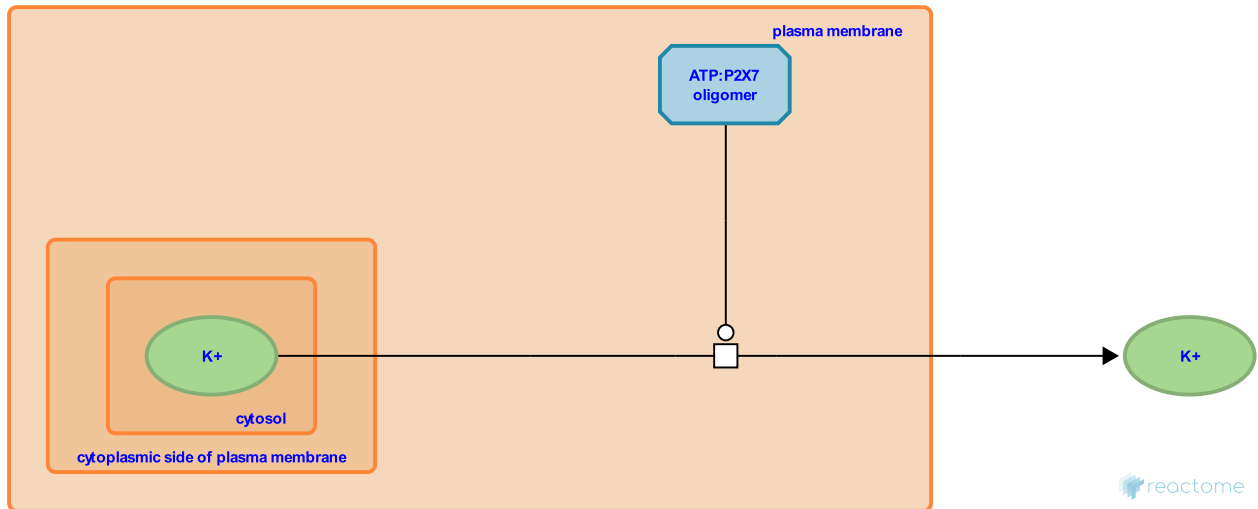 plasma membrane
ATP:P2X7
oligomer
K+
K+
cytosol
cytoplasmic side of plasma membrane
reactome